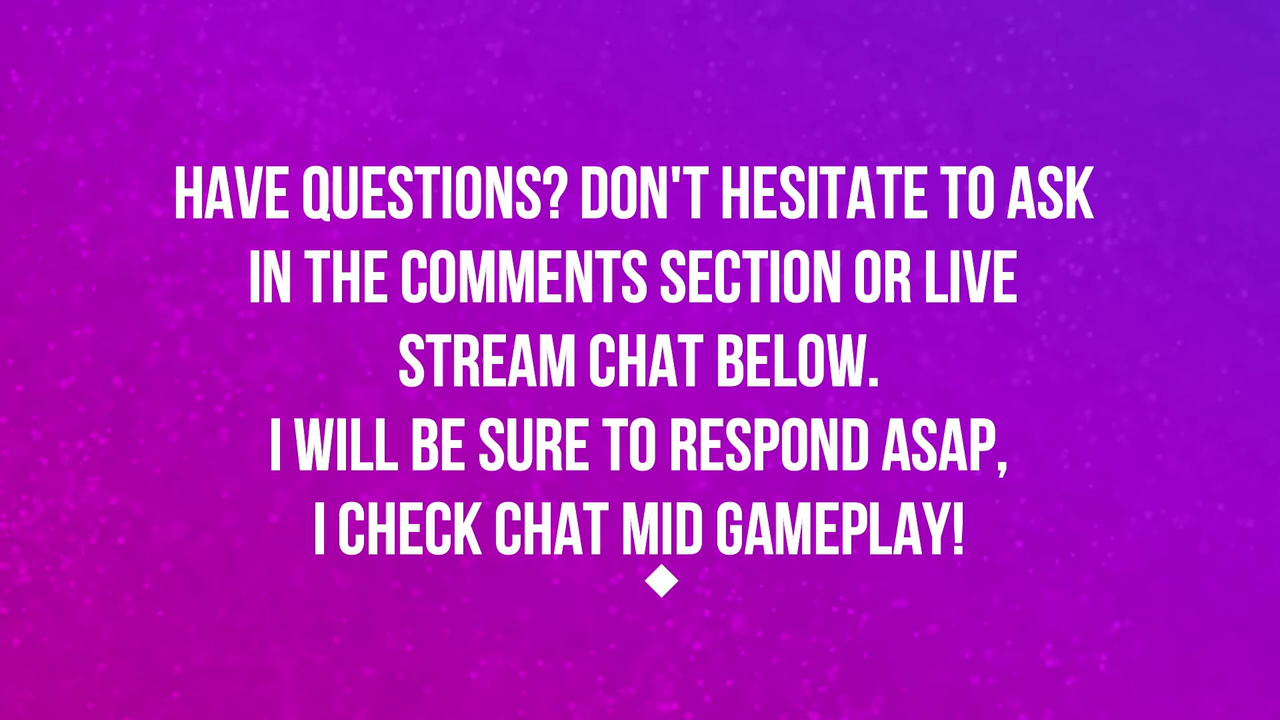 HAVE QUESTIONS? DON'T HESITATE TO ASK
IN THE COMMENTS SECTION OR LIVE
STREAM CHAT BELOW.
I WILL BE SURE TO RESPOND ASAP,
I CHECK CHAT MID GAMEPLAY!